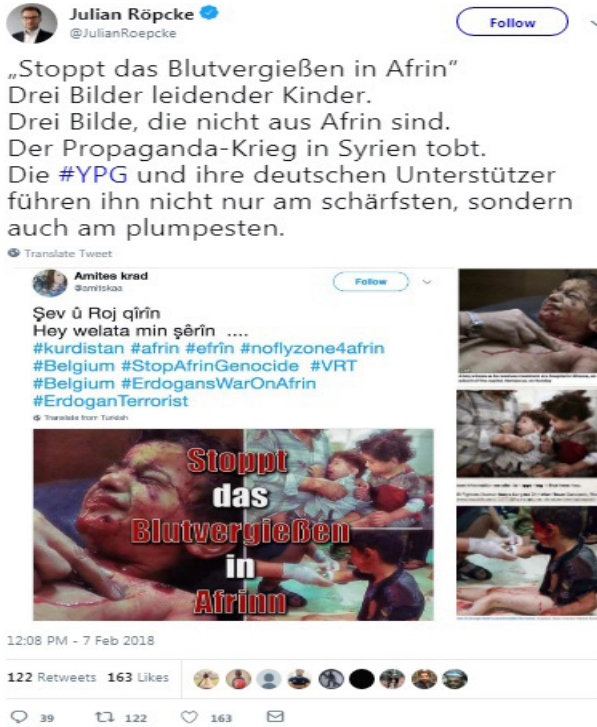 Julian Röpcke
@JulianRoepcke
Follow
„Stoppt das Blutvergießen in Afrin“
Drei Bilder leidender Kinder.
Drei Bilde, die nicht aus Afrin sind.
Der Propaganda-Krieg in Syrien tobt.
Die #YPG und ihre deutschen Unterstützer
führen ihn nicht nur am schärfsten, sondern
auch am plumpesten.
Translate Tweet
Amites krad
@amitskaa
Follow
Şev û Roj qîrîn
Hey welata min şêrîn ....
#kurdistan #afrin #efrîn #noflyzone4afrin
#Belgium #StopAfrinGenocide #VRT
#Belgium #ErdogansWarOnAfrin
#ErdoganTerrorist
Translate from Turkish
Stoppt
das
Blutvergießen
in
Afrinn
12:08 PM - 7 Feb 2018
122 Retweets 163 Likes
39 122 163